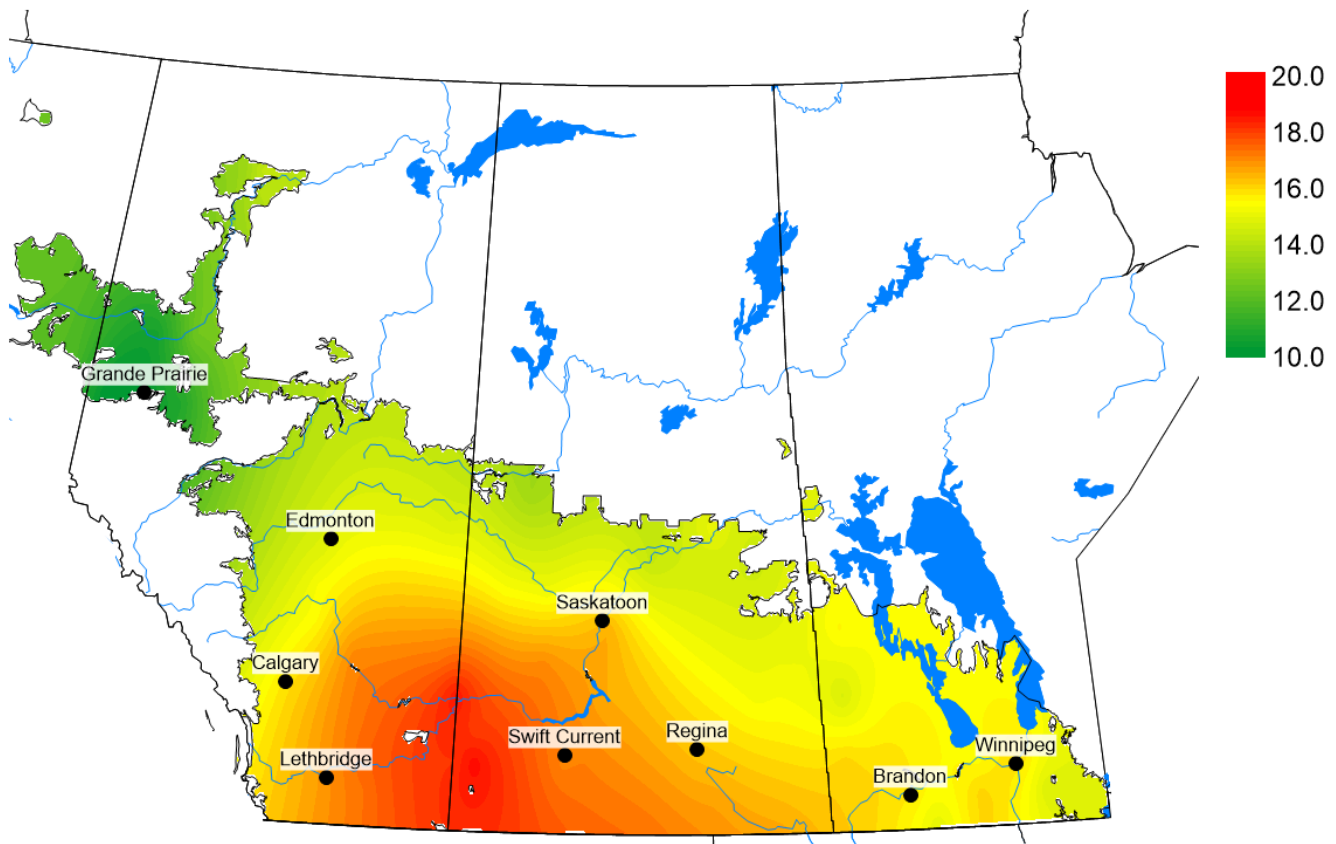 20.0
18.0
16.0
14.0
12.0
10.0
Grande Prairie
Edmonton
Saskatoon
Calgary
Swift Current
Regina
Lethbridge
Winnipeg
Brandon